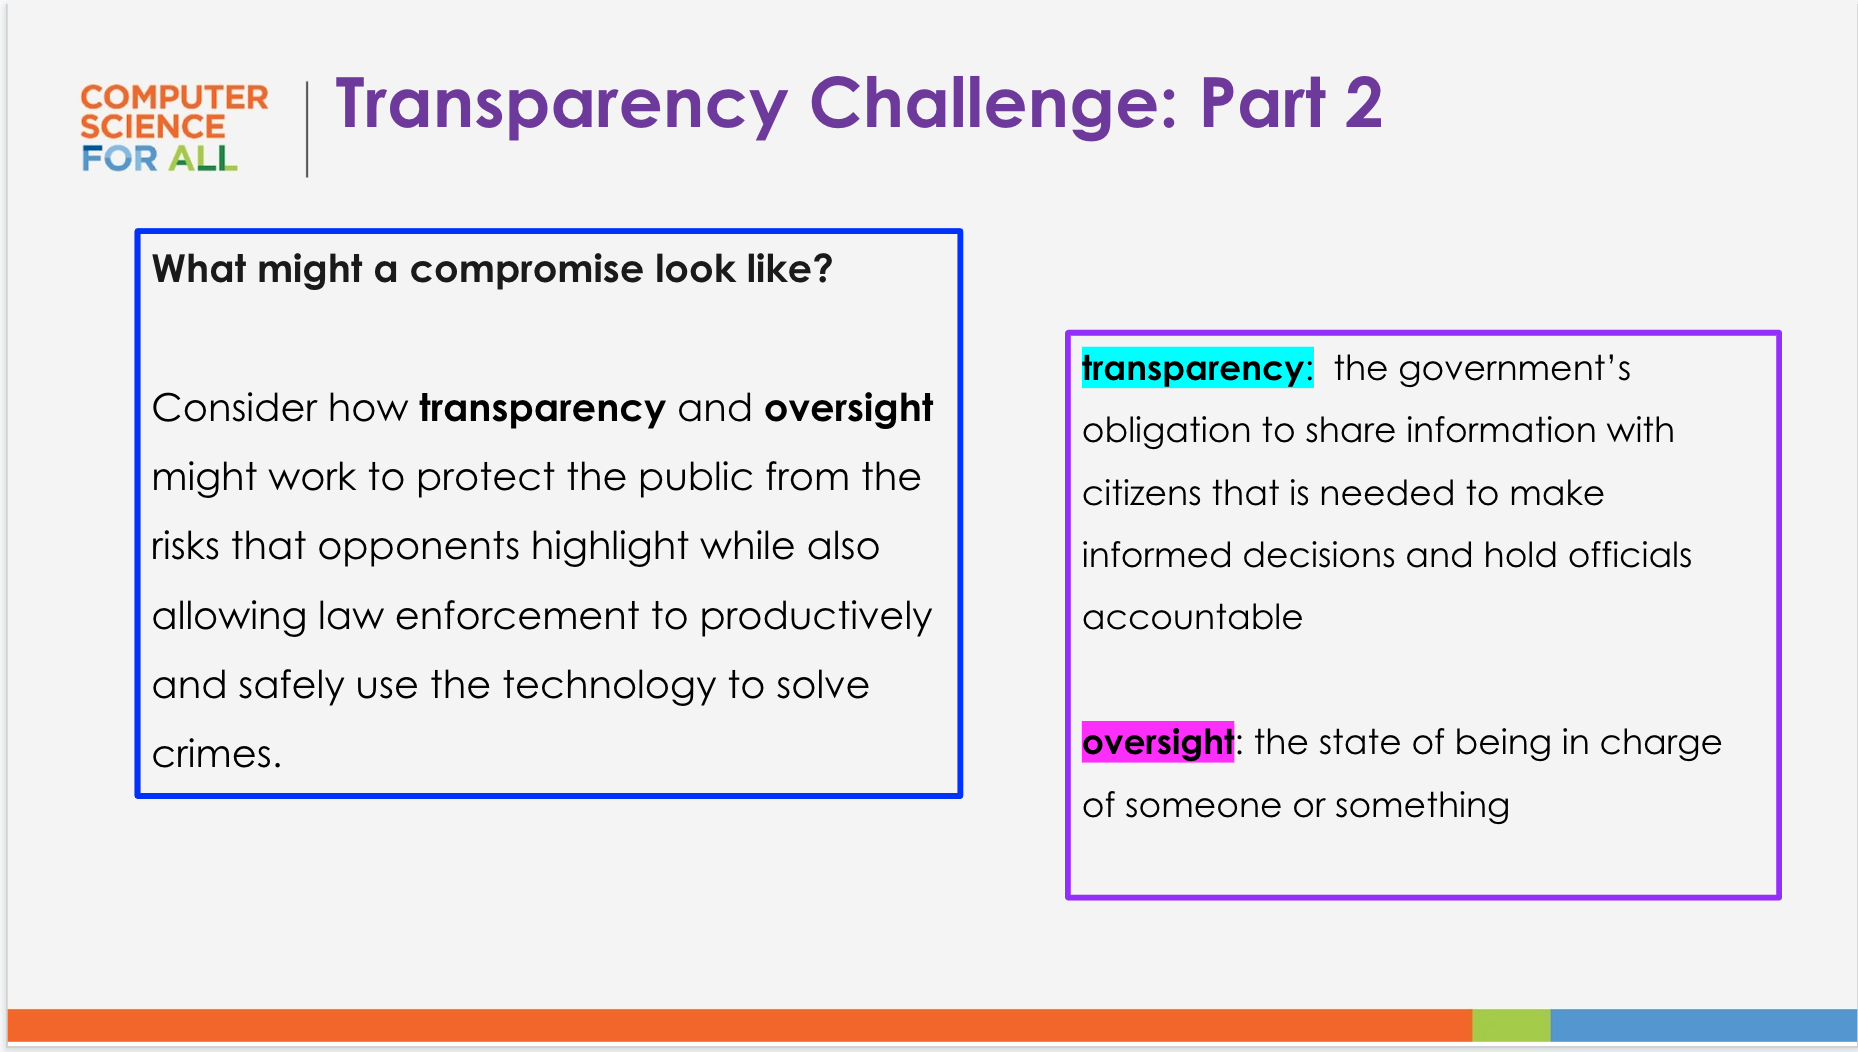 COMPUTER
SCIENCE
FOR ALL
Transparency Challenge: Part 2
What might a compromise look like?
Consider how transparency and oversight
might work to protect the public from the
risks that opponents highlight while also
allowing law enforcement to productively
and safely use the technology to solve
crimes.
transparency:  the government’s
obligation to share information with
citizens that is needed to make
informed decisions and hold officials
accountable
oversight: the state of being in charge
of someone or something